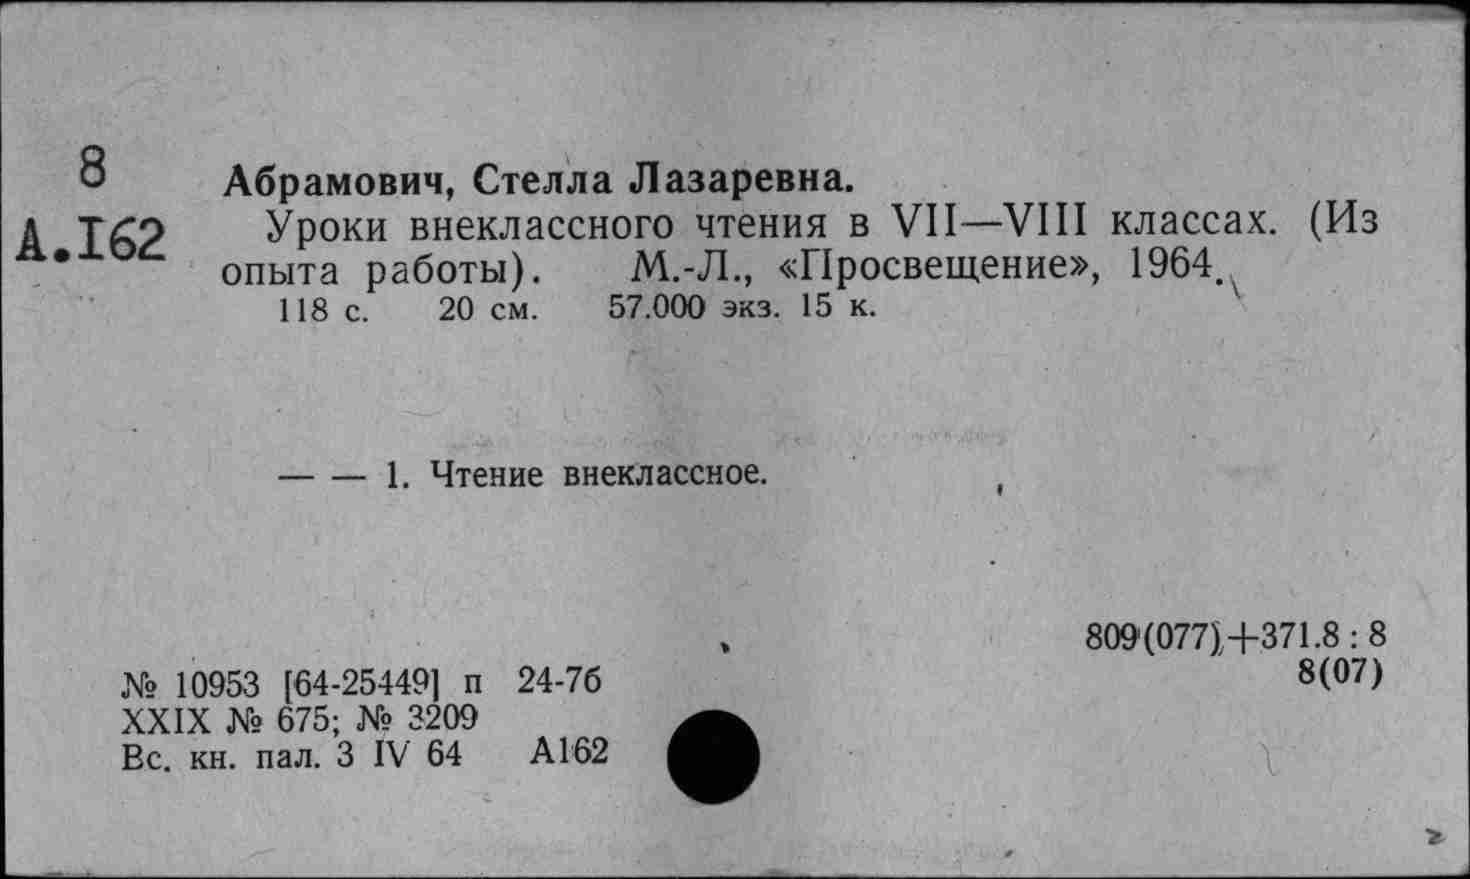 8
А.I62
Абрамович, Стелла Лазаревна.
Уроки внеклассного чтения в VII—VIII классах. (Из
опыта работы). М.-Л., «Просвещение», 1964.
118 с. 20 см. 57.000 экз. 15 к.
— — 1. Чтение внеклассное.
809(077)+371.8 : 8
8(07)
№ 10953 [64-25449] п 24-7б
XXIX № 675; № 3209
Вс. кн. пал. 3 IV 64 А162